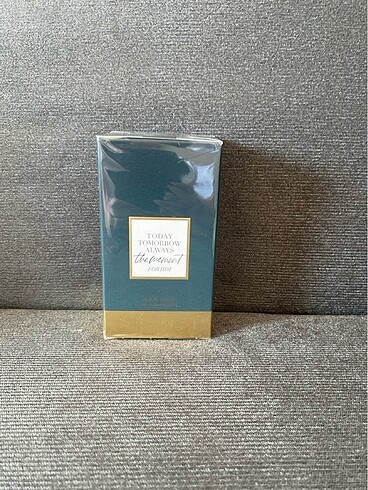 TODAY
TOMORROW
ALWAYS
the moment
FOR HIM